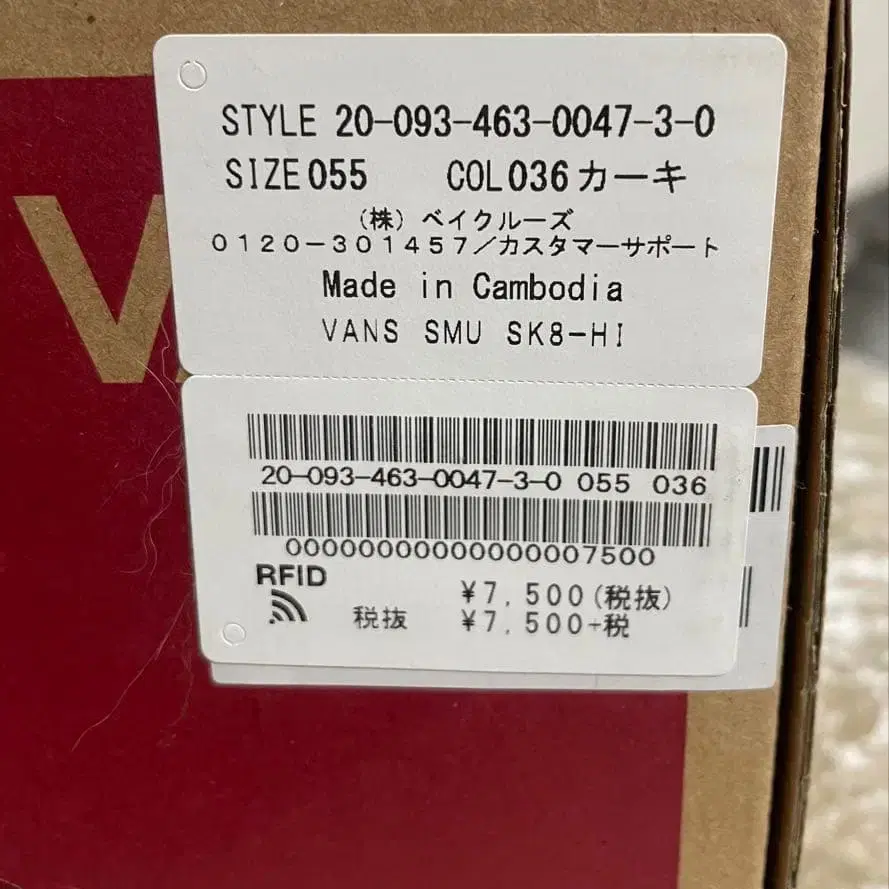 STYLE 20-093-463-0047-3-0
SIZE 055 COL 036 カーキ
(株) ベイクルーズ
0120-301457/カスタマーサポート
Made in Cambodia
VANS SMU SK8-HI
20-093-463-0047-3-0 055 036
00000000000000007500
RFID
¥7,500(税抜)
税抜 ¥7,500+税
V